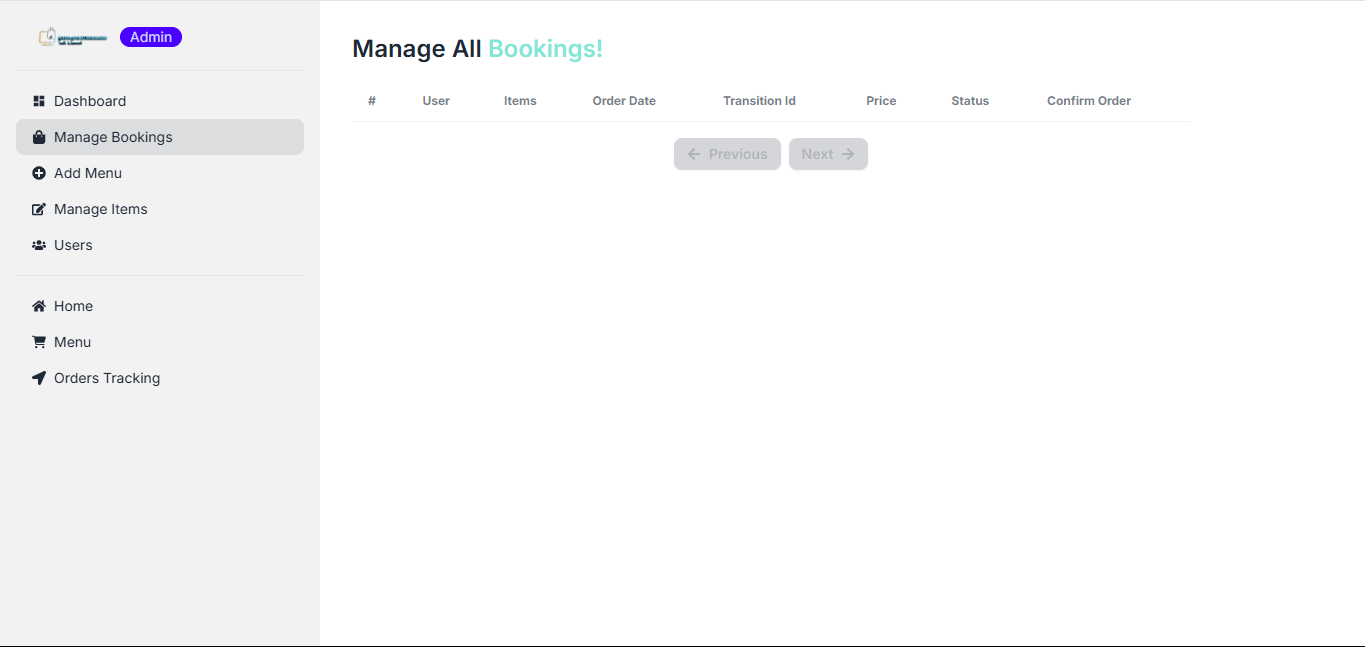 Admin
Dashboard
Manage Bookings
Add Menu
Manage Items
Users
Home
Menu
Orders Tracking
Manage All Bookings!
# User Items Order Date Transition Id Price Status Confirm Order
Previous Next